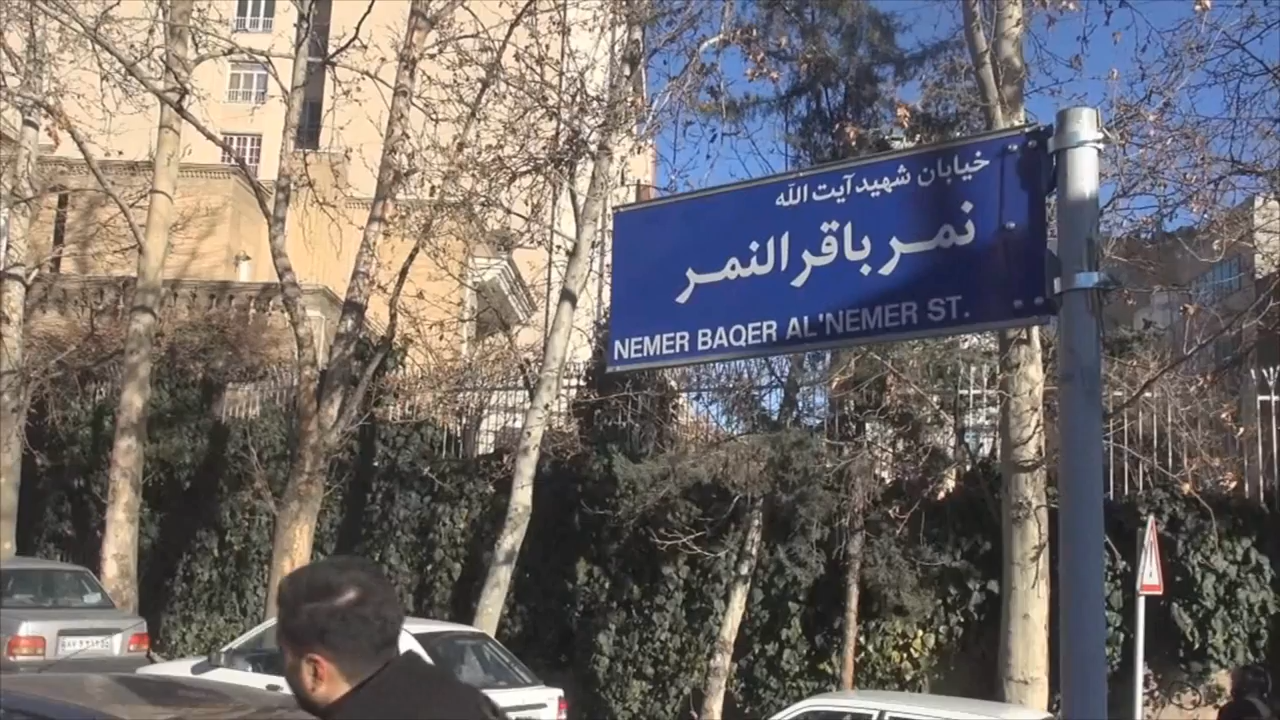 خیابان شهید آیت الله
نمر باقر النمر
NEMER BAQER AL'NEMER ST.